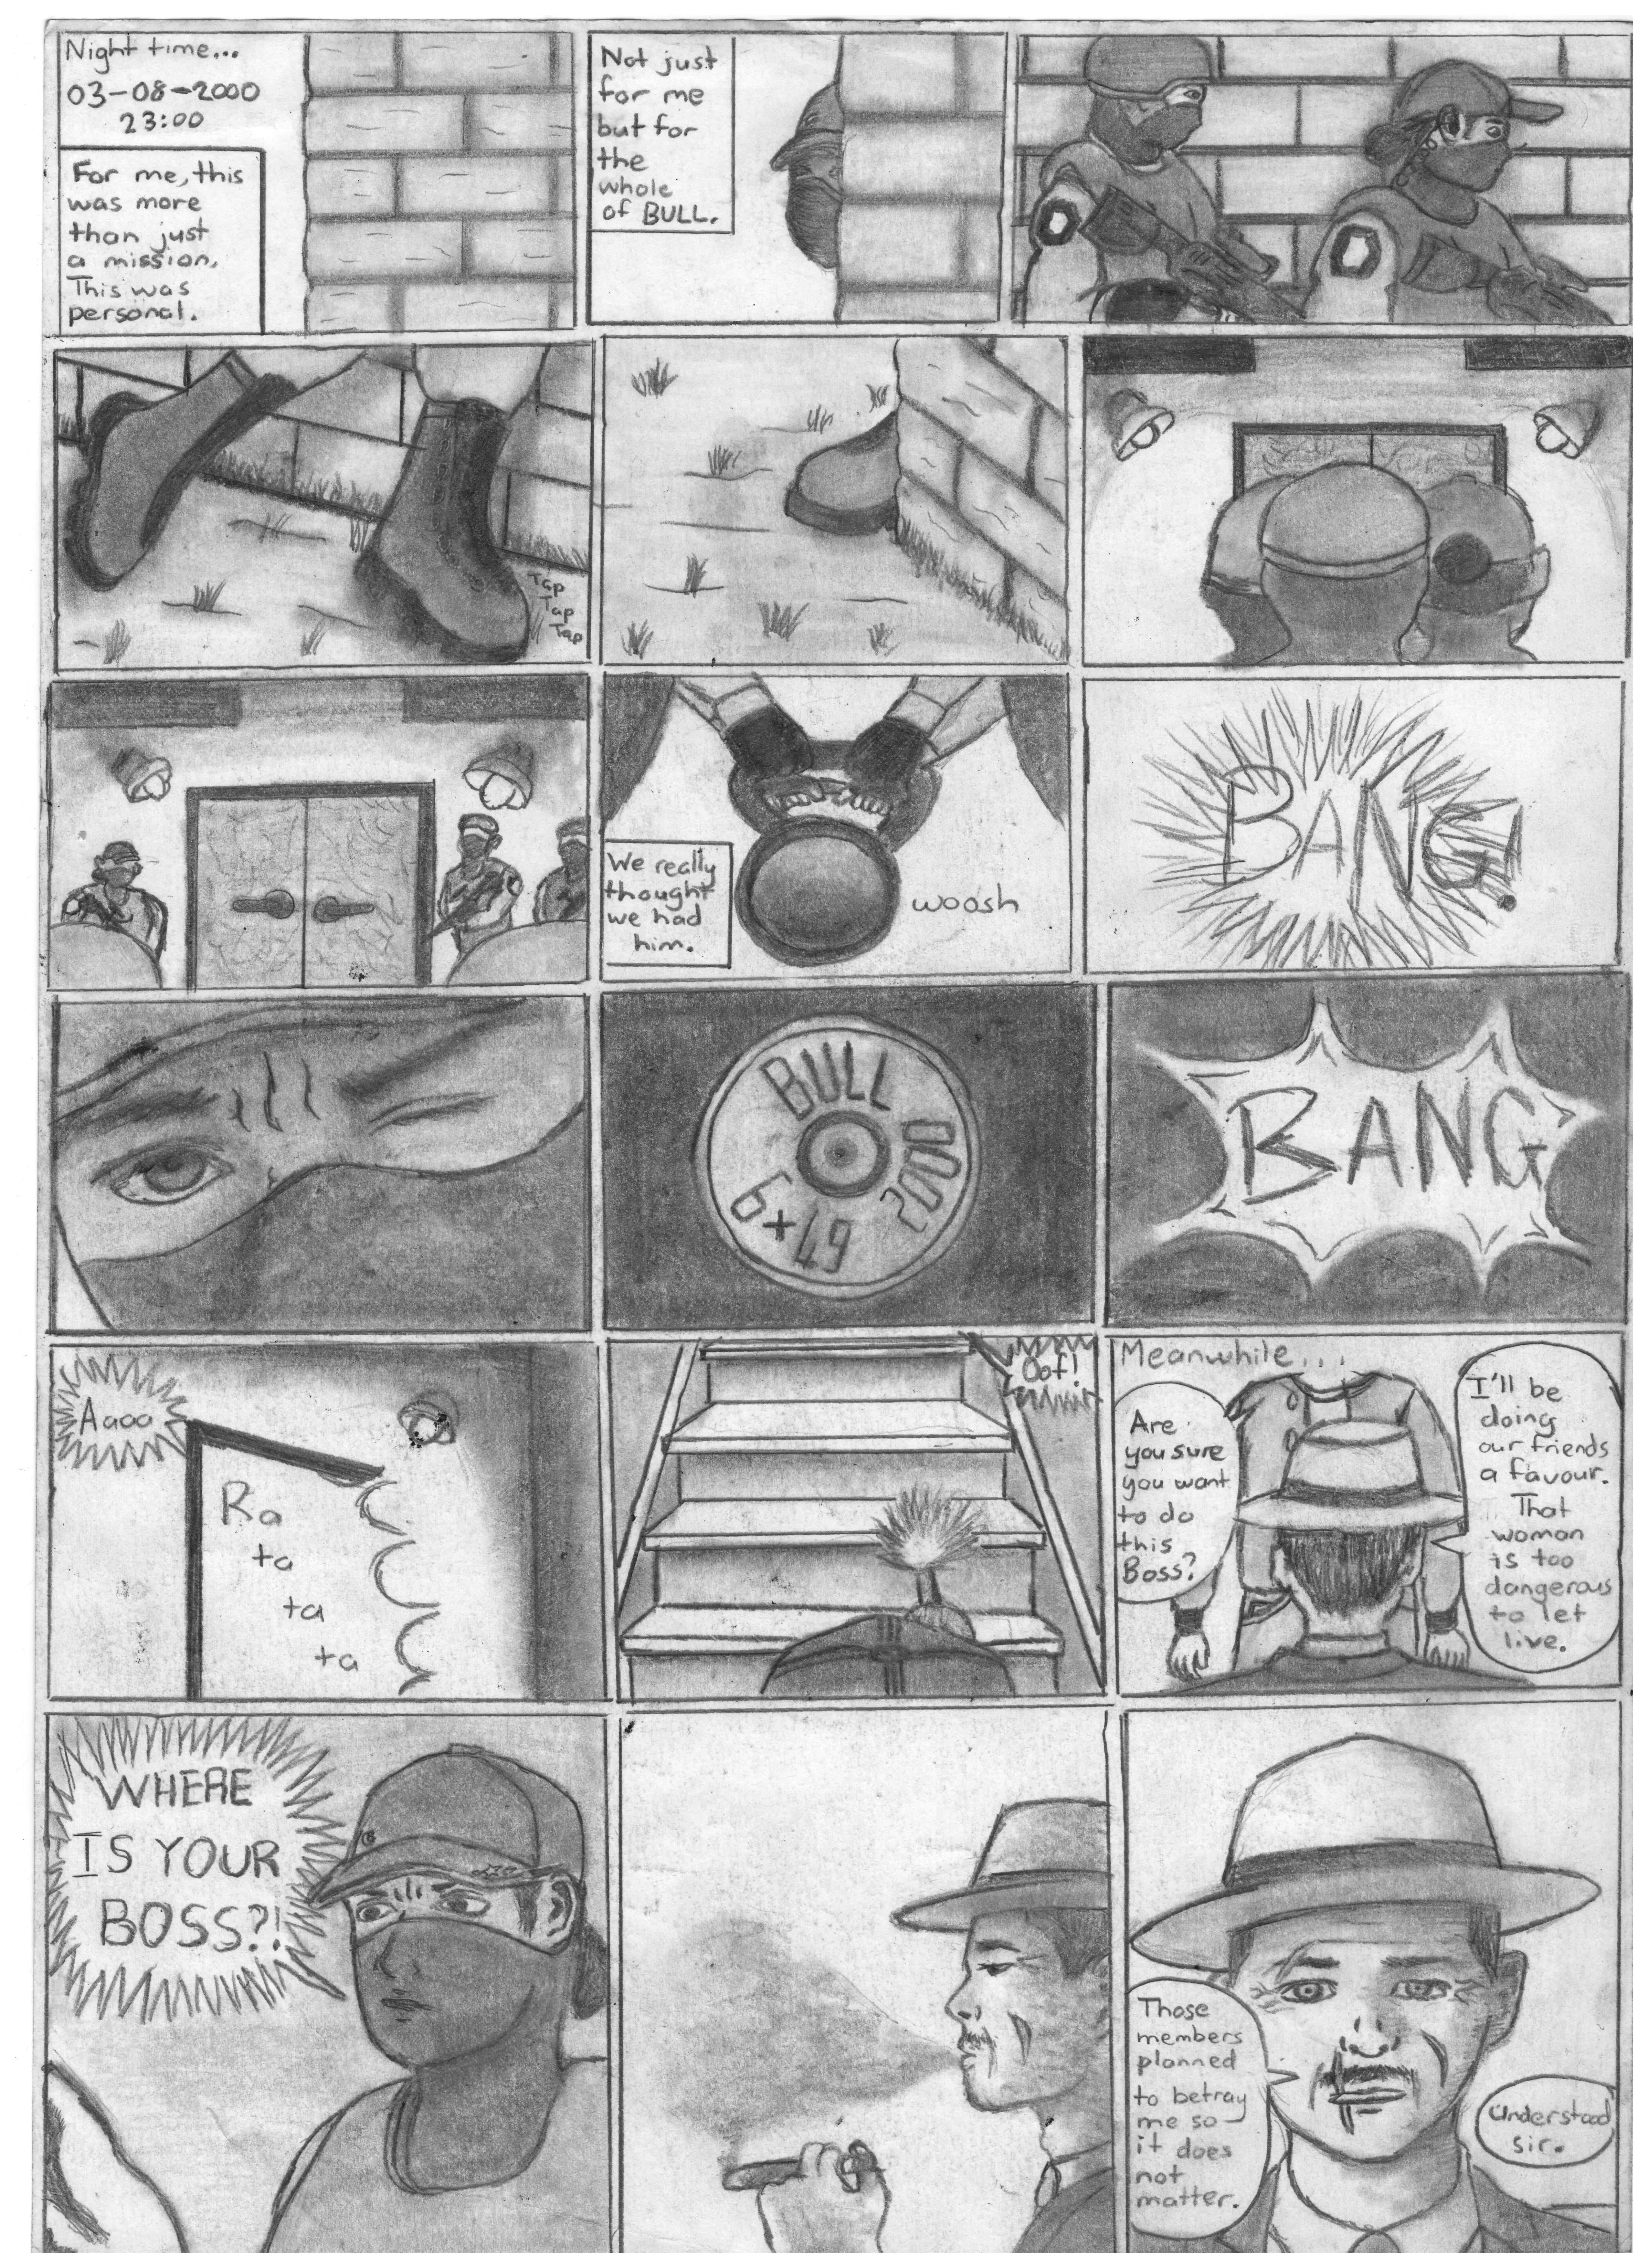 Night time...
03-08-2000
23:00
For me, this
was more
than just
a mission.
This was
personal.
Not just
for me
but for
the
whole
of BULL.
Tap
Tap
Tap
We really
thought
we had
him.
woosh
BANG!
BULL
2000
6x49
BANG
Aaaa
Ra
ta
ta
ta
Oof!
Meanwhile...
Are
you sure
you want
to do
this
Boss?
I'll be
doing
our friends
a favour.
That
woman
is too
dangerous
to let
live.
WHERE
IS YOUR
BOSS?!
Those
members
planned
to betray
me so
it does
not
matter.
Understood
sir.